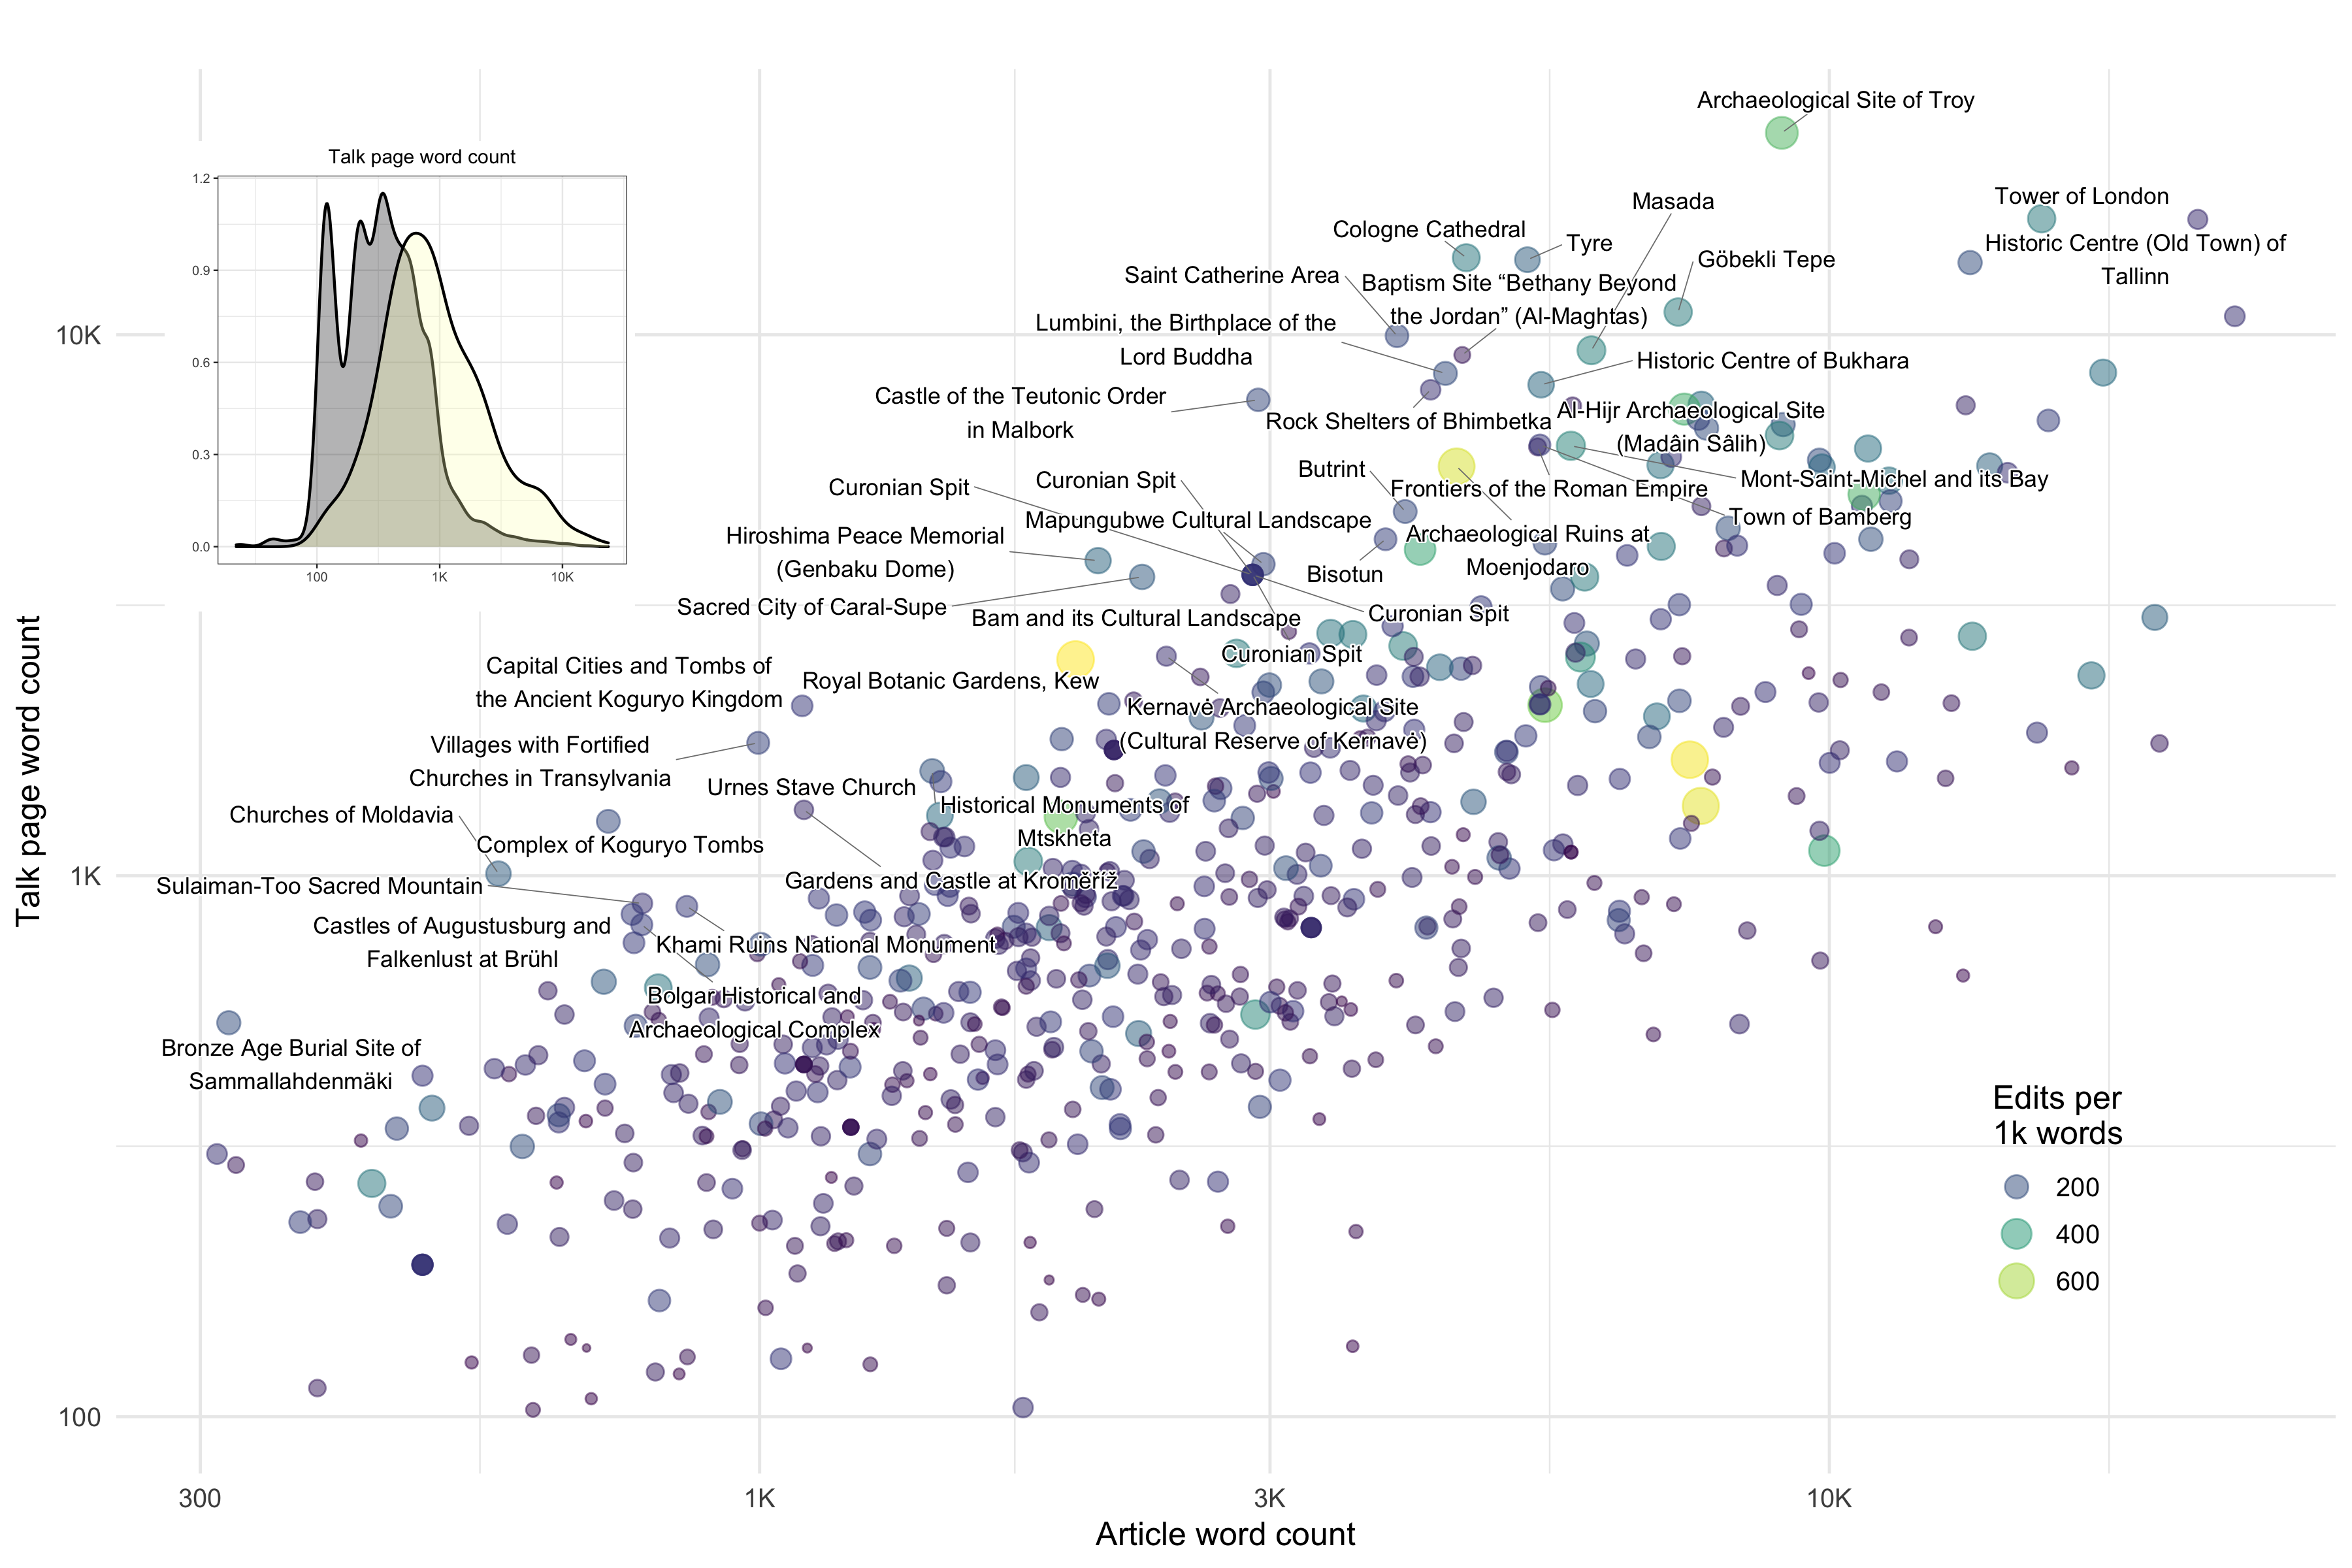 Archaeological Site of Troy
Talk page word count
1.2
0.9
0.6
0.3
0.0
100
1K
10K
Masada
Tower of London
Cologne Cathedral
Tyre
Historic Centre (Old Town) of
Tallinn
Göbekli Tepe
Saint Catherine Area
Baptism Site “Bethany Beyond
the Jordan” (Al-Maghtas)
Lumbini, the Birthplace of the
Lord Buddha
10K
Historic Centre of Bukhara
Castle of the Teutonic Order
in Malbork
Rock Shelters of Bhimbetka
Al-Hijr Archaeological Site
(Madâin Sâlih)
Butrint
Curonian Spit
Curonian Spit
Frontiers of the Roman Empire
Mont-Saint-Michel and its Bay
Mapungubwe Cultural Landscape
Town of Bamberg
Hiroshima Peace Memorial
(Genbaku Dome)
Archaeological Ruins at
Moenjodaro
Bisotun
Sacred City of Caral-Supe
Bam and its Cultural Landscape
Curonian Spit
Curonian Spit
Capital Cities and Tombs of
the Ancient Koguryo Kingdom
Royal Botanic Gardens, Kew
Kernavė Archaeological Site
(Cultural Reserve of Kernavė)
Villages with Fortified
Churches in Transylvania
Urnes Stave Church
Historical Monuments of
Mtskheta
Churches of Moldavia
Complex of Koguryo Tombs
1K
Sulaiman-Too Sacred Mountain
Gardens and Castle at Kroměříž
Castles of Augustusburg and
Falkenlust at Brühl
Khami Ruins National Monument
Bolgar Historical and
Archaeological Complex
Bronze Age Burial Site of
Sammallahdenmäki
Talk page word count
Edits per
1k words
200
400
600
100
300
1K
3K
10K
Article word count